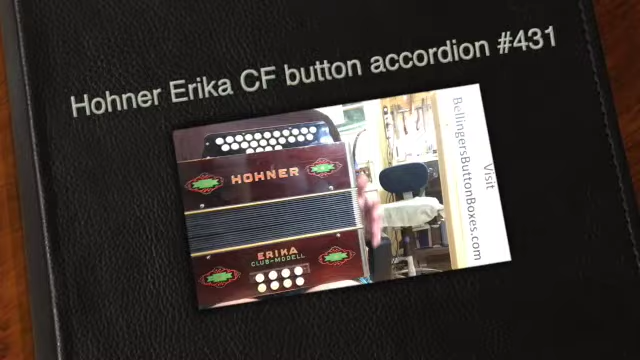 Hohner Erika CF button accordion #431
HOHNER
ERIKA
CLUB-MODELL
Visit
BellingersButtonBoxes.com